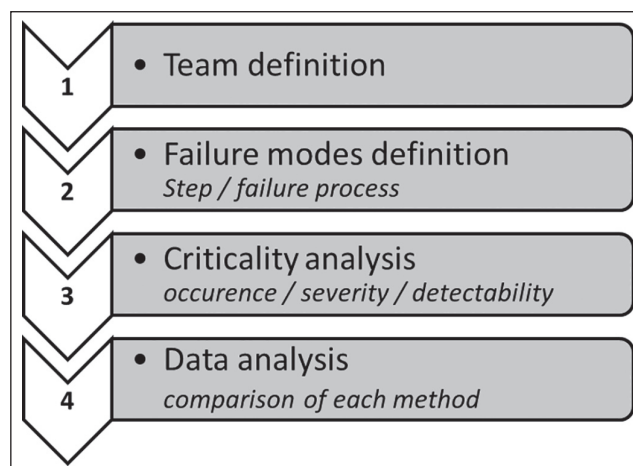 1
• Team definition
2
• Failure modes definition
Step / failure process
3
• Criticality analysis
occurence / severity / detectability
4
• Data analysis
comparison of each method